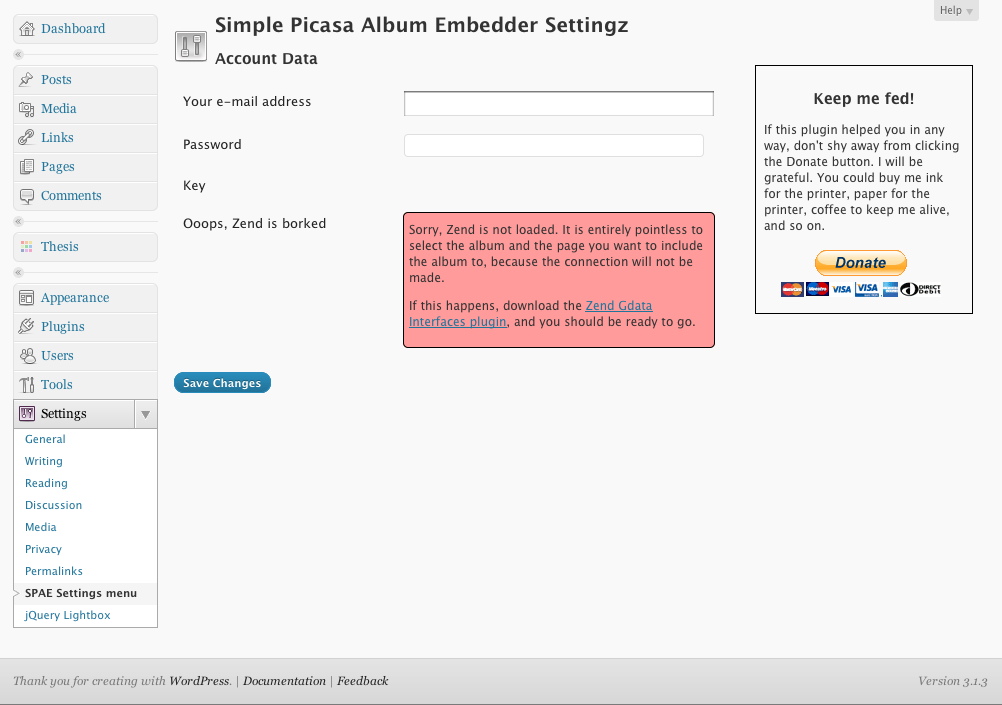 Help
Dashboard
Posts
Media
Links
Pages
Comments
Thesis
Appearance
Plugins
Users
Tools
Settings
General
Writing
Reading
Discussion
Media
Privacy
Permalinks
SPAE Settings menu
jQuery Lightbox
Simple Picasa Album Embedder Settingz
Account Data
Your e-mail address
Password
Key
Ooops, Zend is borked
Sorry, Zend is not loaded. It is entirely pointless to
select the album and the page you want to include
the album to, because the connection will not be
made.
If this happens, download the Zend Gdata
Interfaces plugin, and you should be ready to go.
Save Changes
Keep me fed!
If this plugin helped you in any
way, don't shy away from clicking
the Donate button. I will be
grateful. You could buy me ink
for the printer, paper for the
printer, coffee to keep me alive,
and so on.
Donate
MasterCard Maestro VISA VISA DIRECT Debit
Thank you for creating with WordPress. | Documentation | Feedback
Version 3.1.3